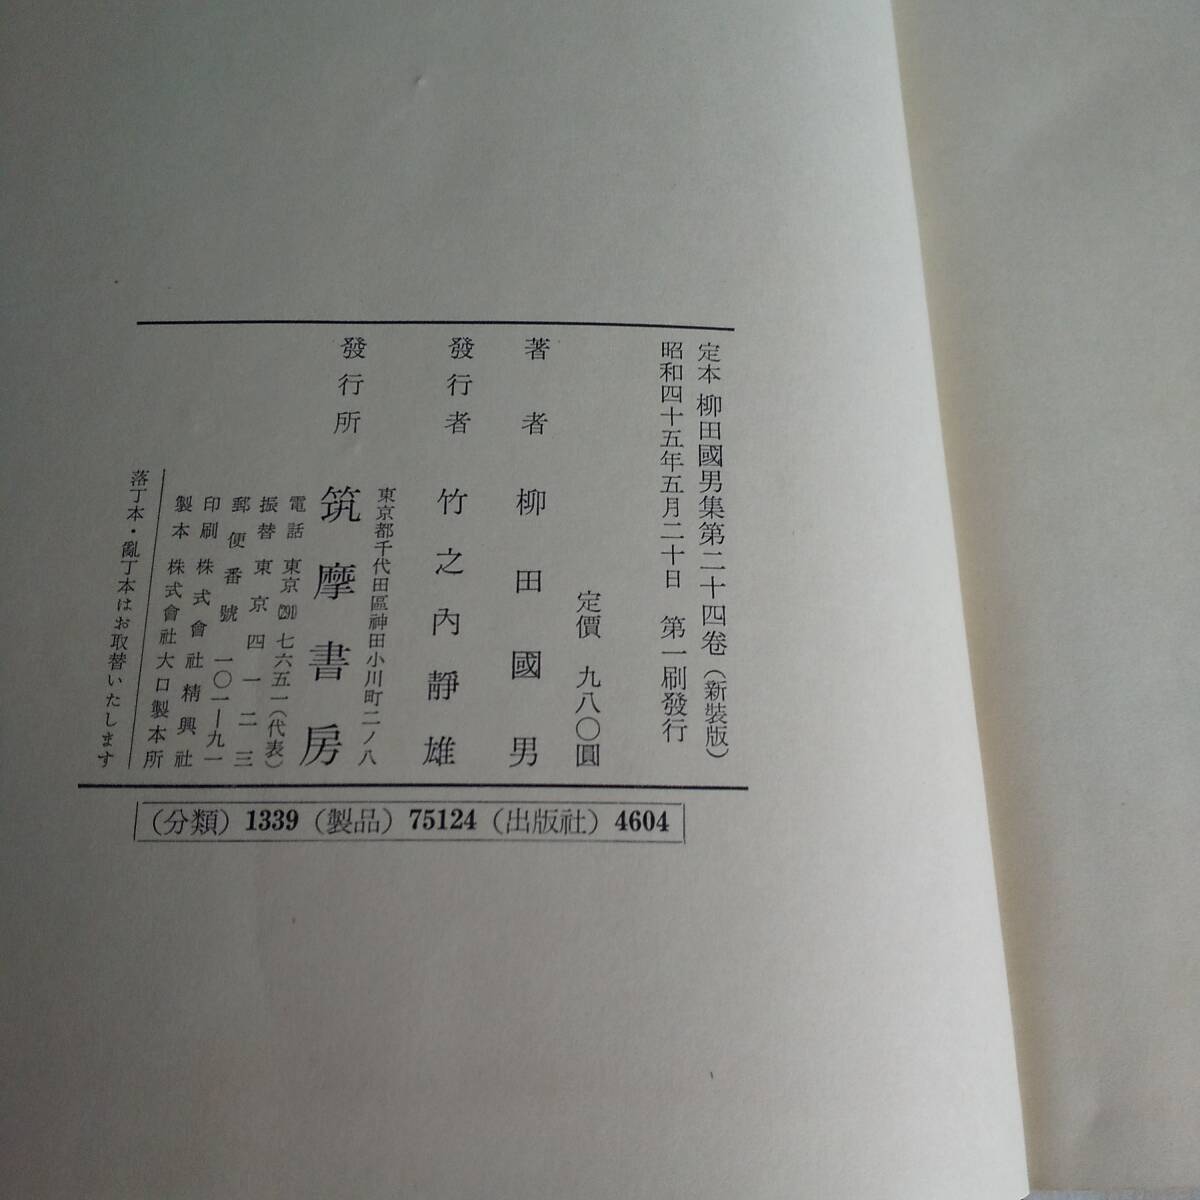 定本 柳田國男集第二十四卷（新装版）
昭和四十五年五月二十日 第一刷發行
定價 九八〇圓
著者 柳田國男
發行者 竹之內靜雄
發行所 筑摩書房
東京都千代田區神田小川町二ノ八
電話 東京(291)七六五一（代表）
振替東京四一二三
郵便番號 一〇一―九一
印刷 株式會社精興社
製本 株式會社大口製本所
落丁本・亂丁本はお取替いたします
（分類）1339（製品）75124（出版社）4604